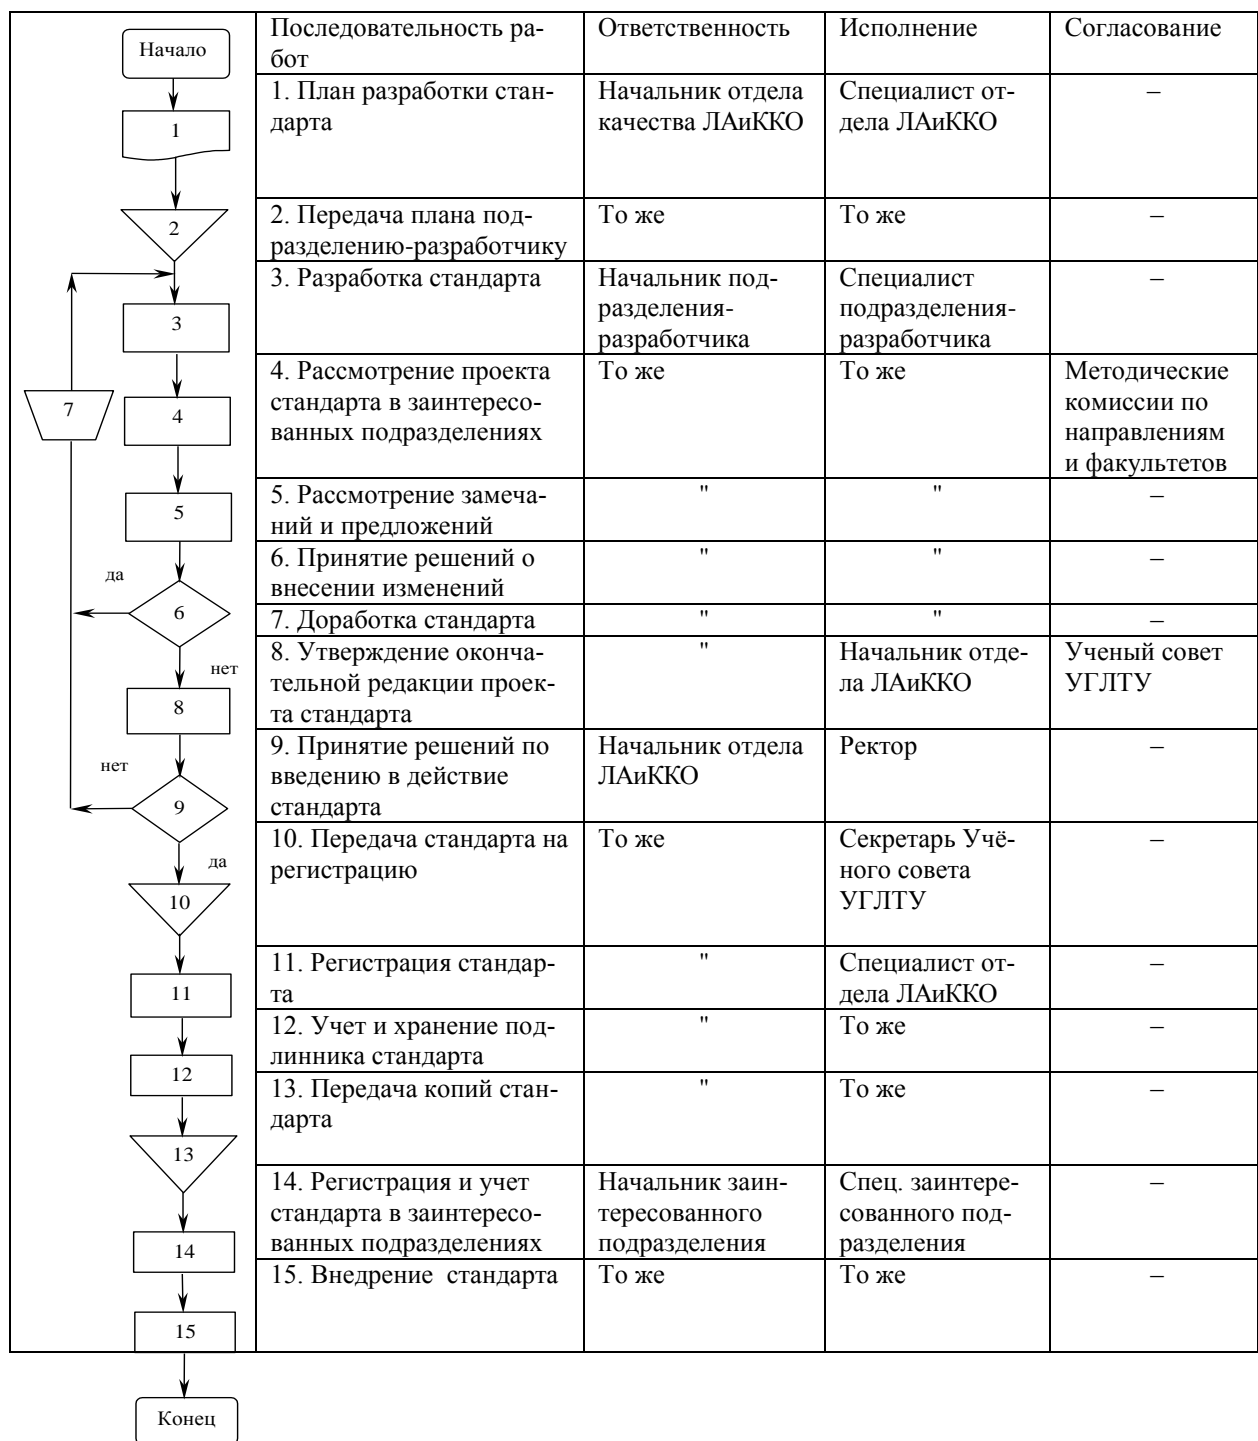 Начало
1
2
3
7
4
5
да
6
нет
8
нет
9
да
10
11
12
13
14
15
Конец
Последовательность ра-
бот
Ответственность
Исполнение
Согласование
1. План разработки стан-
дарта
Начальник отдела
качества ЛАиККО
Специалист от-
дела ЛАиККО
–
2. Передача плана под-
разделению-разработчику
То же
То же
–
3. Разработка стандарта
Начальник под-
разделения-
разработчика
Специалист
подразделения-
разработчика
–
4. Рассмотрение проекта
стандарта в заинтересо-
ванных подразделениях
То же
То же
Методические
комиссии по
направлениям
и факультетов
5. Рассмотрение замеча-
ний и предложений
"
"
–
6. Принятие решений о
внесении изменений
"
"
–
7. Доработка стандарта
"
"
–
8. Утверждение оконча-
тельной редакции проек-
та стандарта
"
Начальник отде-
ла ЛАиККО
Ученый совет
УГЛТУ
9. Принятие решений по
введению в действие
стандарта
Начальник отдела
ЛАиККО
Ректор
–
10. Передача стандарта на
регистрацию
То же
Секретарь Учё-
ного совета
УГЛТУ
–
11. Регистрация стандар-
та
"
Специалист от-
дела ЛАиККО
–
12. Учет и хранение под-
линника стандарта
"
То же
–
13. Передача копий стан-
дарта
"
То же
–
14. Регистрация и учет
стандарта в заинтересо-
ванных подразделениях
Начальник заин-
тересованного
подразделения
Спец. заинтере-
сованного под-
разделения
–
15. Внедрение стандарта
То же
То же
–